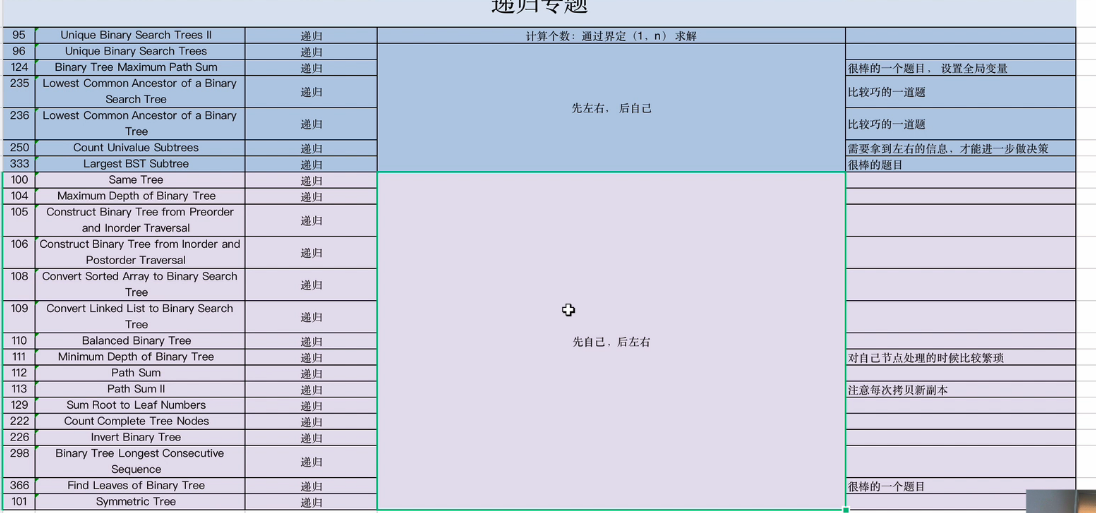 递归专题
95 Unique Binary Search Trees II 递归 计算个数：通过界定（1，n）求解
96 Unique Binary Search Trees 递归
124 Binary Tree Maximum Path Sum 递归 很棒的一个题目，设置全局变量
235 Lowest Common Ancestor of a Binary
Search Tree 递归 比较巧的一道题
先左右，后自己
236 Lowest Common Ancestor of a Binary
Tree 递归 比较巧的一道题
250 Count Univalue Subtrees 递归 需要拿到左右的信息，才能进一步做决策
333 Largest BST Subtree 递归 很棒的题目
100 Same Tree 递归
104 Maximum Depth of Binary Tree 递归
105 Construct Binary Tree from Preorder
and Inorder Traversal 递归
106 Construct Binary Tree from Inorder and
Postorder Traversal 递归
108 Convert Sorted Array to Binary Search
Tree 递归
109 Convert Linked List to Binary Search
Tree 递归
110 Balanced Binary Tree 递归 先自己，后左右
111 Minimum Depth of Binary Tree 递归 对自己节点处理的时候比较繁琐
112 Path Sum 递归
113 Path Sum II 递归 注意每次拷贝新副本
129 Sum Root to Leaf Numbers 递归
222 Count Complete Tree Nodes 递归
226 Invert Binary Tree 递归
298 Binary Tree Longest Consecutive
Sequence 递归
366 Find Leaves of Binary Tree 递归 很棒的一个题目
101 Symmetric Tree 递归